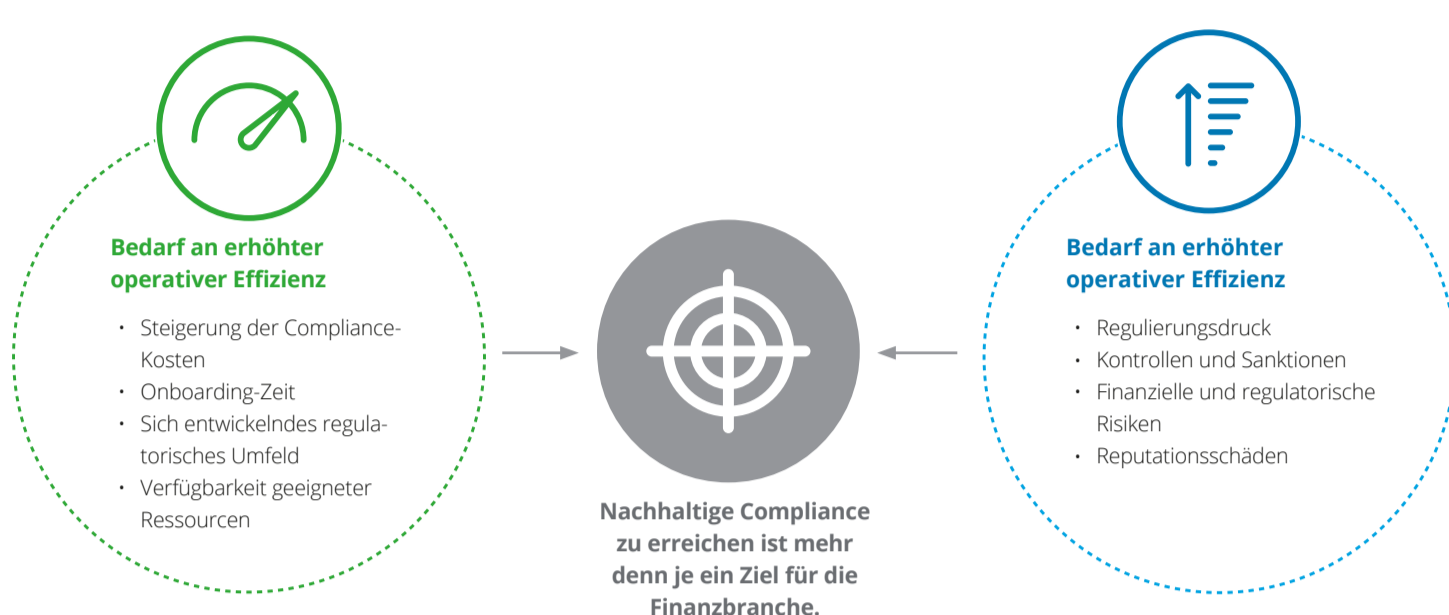 Bedarf an erhöhter
operativer Effizienz
• Steigerung der Compliance-
Kosten
• Onboarding-Zeit
• Sich entwickelndes regula-
torisches Umfeld
• Verfügbarkeit geeigneter
Ressourcen
Nachhaltige Compliance
zu erreichen ist mehr
denn je ein Ziel für die
Finanzbranche.
Bedarf an erhöhter
operativer Effizienz
• Regulierungsdruck
• Kontrollen und Sanktionen
• Finanzielle und regulatorische
Risiken
• Reputationsschäden